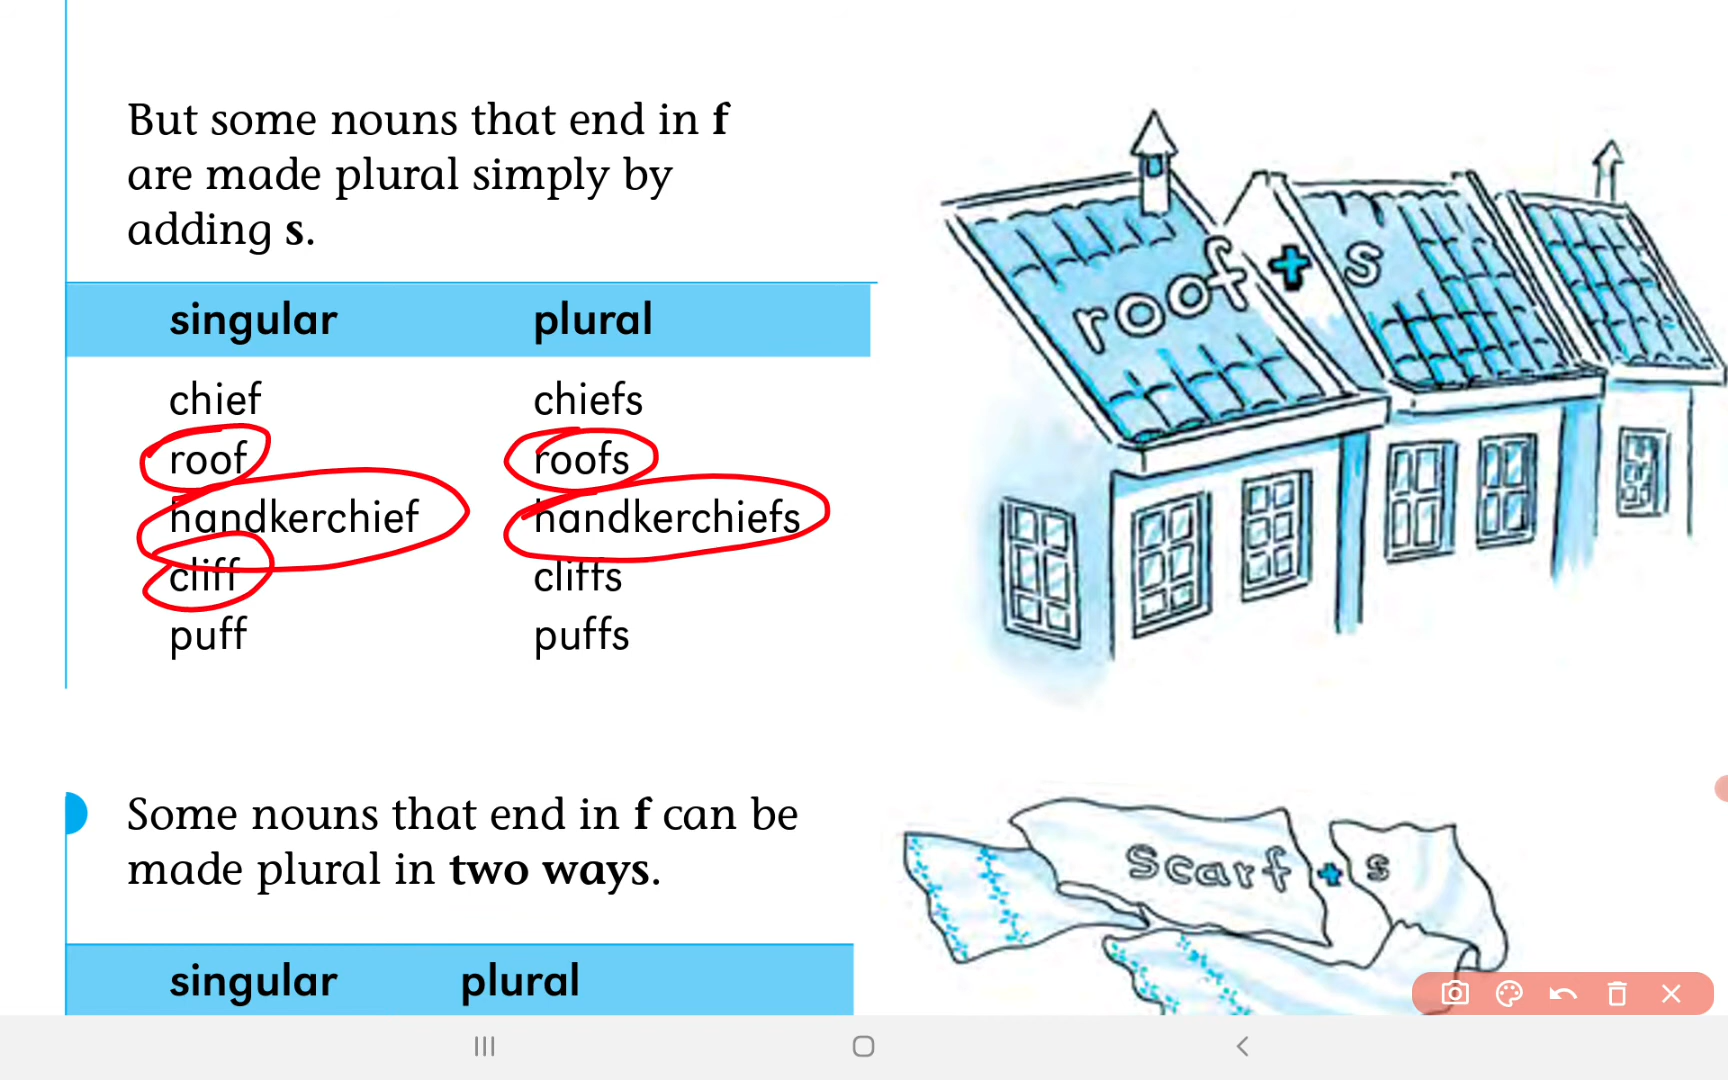 But some nouns that end in f
are made plural simply by
adding s.
singular plural
chief chiefs
roof roofs
handkerchief handkerchiefs
cliff cliffs
puff puffs
roof + s
Some nouns that end in f can be
made plural in two ways.
singular plural
scarf + s